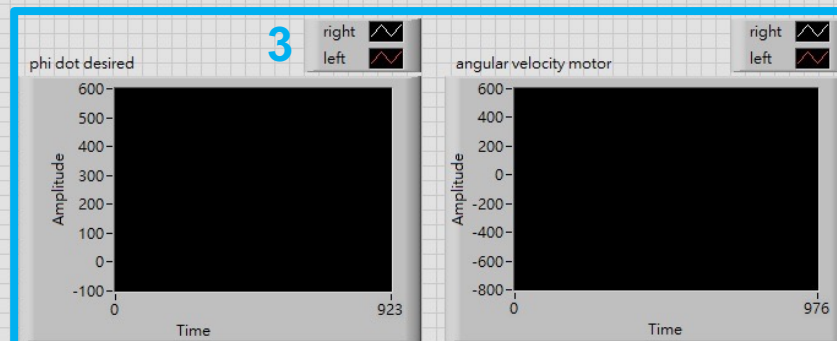 3
right
left
phi dot desired
600
500
400
300
200
100
0
-100
Amplitude
0
923
Time
right
left
angular velocity motor
600
400
200
0
-200
-400
-600
-800
Amplitude
0
976
Time